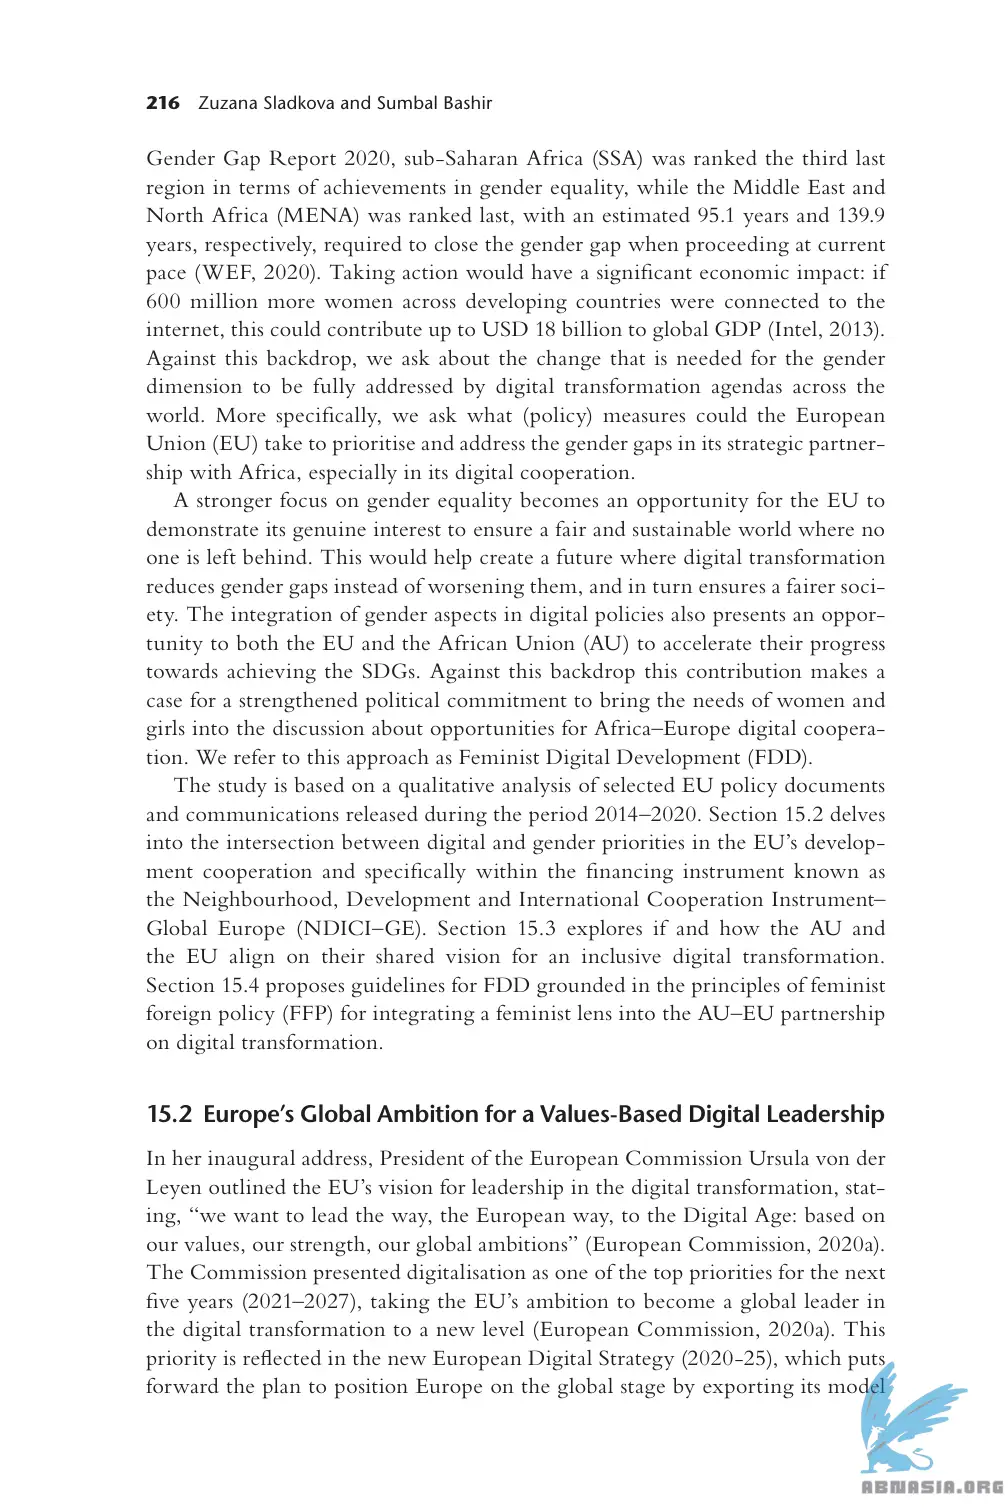 216 Zuzana Sladkova and Sumbal Bashir
Gender Gap Report 2020, sub-Saharan Africa (SSA) was ranked the third last
region in terms of achievements in gender equality, while the Middle East and
North Africa (MENA) was ranked last, with an estimated 95.1 years and 139.9
years, respectively, required to close the gender gap when proceeding at current
pace (WEF, 2020). Taking action would have a significant economic impact: if
600 million more women across developing countries were connected to the
internet, this could contribute up to USD 18 billion to global GDP (Intel, 2013).
Against this backdrop, we ask about the change that is needed for the gender
dimension to be fully addressed by digital transformation agendas across the
world. More specifically, we ask what (policy) measures could the European
Union (EU) take to prioritise and address the gender gaps in its strategic partner-
ship with Africa, especially in its digital cooperation.
A stronger focus on gender equality becomes an opportunity for the EU to
demonstrate its genuine interest to ensure a fair and sustainable world where no
one is left behind. This would help create a future where digital transformation
reduces gender gaps instead of worsening them, and in turn ensures a fairer soci-
ety. The integration of gender aspects in digital policies also presents an oppor-
tunity to both the EU and the African Union (AU) to accelerate their progress
towards achieving the SDGs. Against this backdrop this contribution makes a
case for a strengthened political commitment to bring the needs of women and
girls into the discussion about opportunities for Africa–Europe digital coopera-
tion. We refer to this approach as Feminist Digital Development (FDD).
The study is based on a qualitative analysis of selected EU policy documents
and communications released during the period 2014–2020. Section 15.2 delves
into the intersection between digital and gender priorities in the EU's develop-
ment cooperation and specifically within the financing instrument known as
the Neighbourhood, Development and International Cooperation Instrument–
Global Europe (NDICI–GE). Section 15.3 explores if and how the AU and
the EU align on their shared vision for an inclusive digital transformation.
Section 15.4 proposes guidelines for FDD grounded in the principles of feminist
foreign policy (FFP) for integrating a feminist lens into the AU–EU partnership
on digital transformation.
15.2 Europe's Global Ambition for a Values-Based Digital Leadership
In her inaugural address, President of the European Commission Ursula von der
Leyen outlined the EU's vision for leadership in the digital transformation, stat-
ing, "we want to lead the way, the European way, to the Digital Age: based on
our values, our strength, our global ambitions" (European Commission, 2020a).
The Commission presented digitalisation as one of the top priorities for the next
five years (2021–2027), taking the EU's ambition to become a global leader in
the digital transformation to a new level (European Commission, 2020a). This
priority is reflected in the new European Digital Strategy (2020-25), which puts
forward the plan to position Europe on the global stage by exporting its model
ABNASIA.ORG